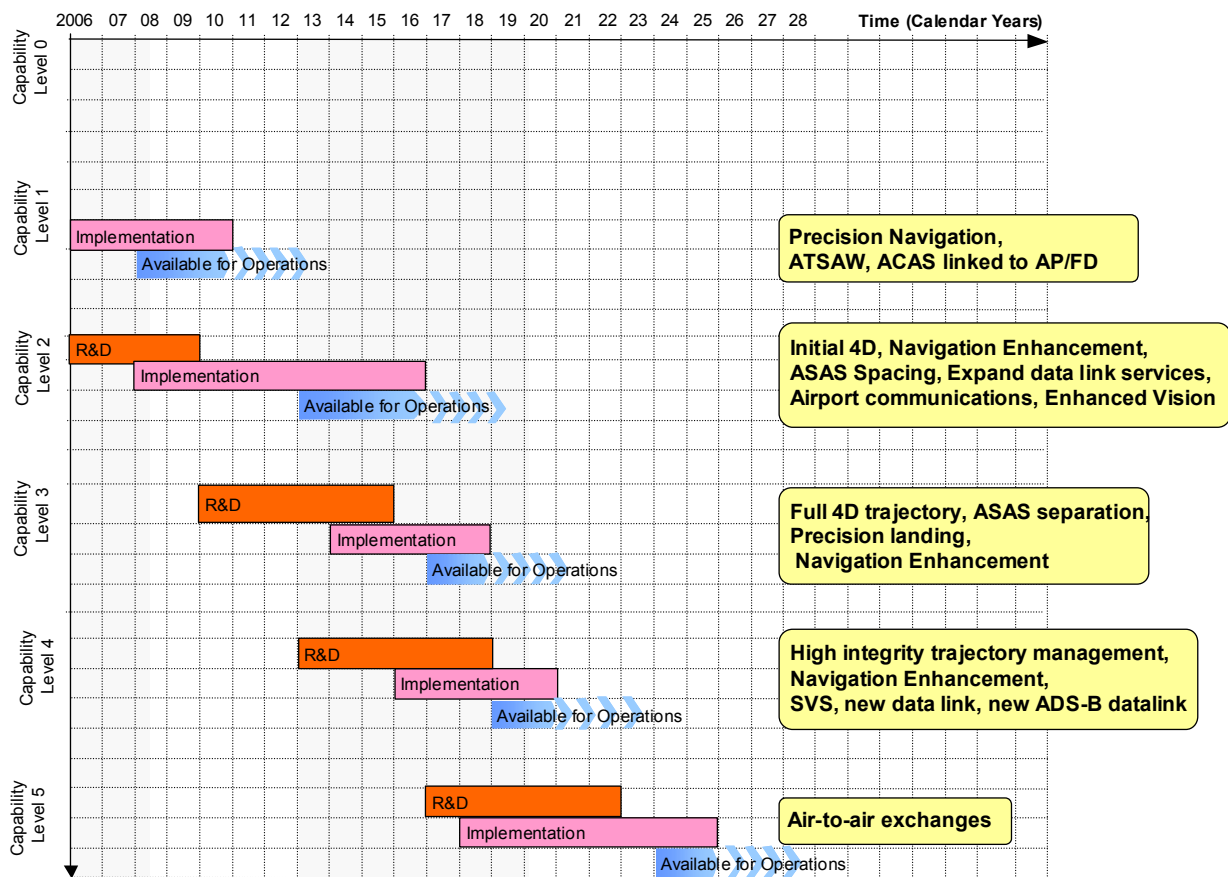 2006 07 08 09 10 11 12 13 14 15 16 17 18 19 20 21 22 23 24 25 26 27 28 Time (Calendar Years)
Capability
Level 0
Capability
Level 1
Implementation
Available for Operations
Precision Navigation,
ATSAW, ACAS linked to AP/FD
Capability
Level 2
R&D
Implementation
Available for Operations
Initial 4D, Navigation Enhancement,
ASAS Spacing, Expand data link services,
Airport communications, Enhanced Vision
Capability
Level 3
R&D
Implementation
Available for Operations
Full 4D trajectory, ASAS separation,
Precision landing,
Navigation Enhancement
Capability
Level 4
R&D
Implementation
Available for Operations
High integrity trajectory management,
Navigation Enhancement,
SVS, new data link, new ADS-B datalink
Capability
Level 5
R&D
Implementation
Available for Operations
Air-to-air exchanges